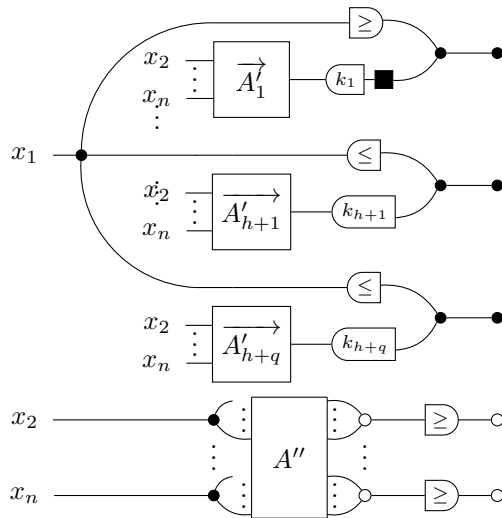 ≥
x₂
⋮
xₙ
A′₁
k₁
⋮
x₁
≤
x₂
⋮
xₙ
A′ₕ₊₁
kₕ₊₁
≤
x₂
⋮
xₙ
A′ₕ₊q
kₕ₊q
x₂
⋮
A″
⋮
≥
⋮
xₙ
⋮
⋮
≥